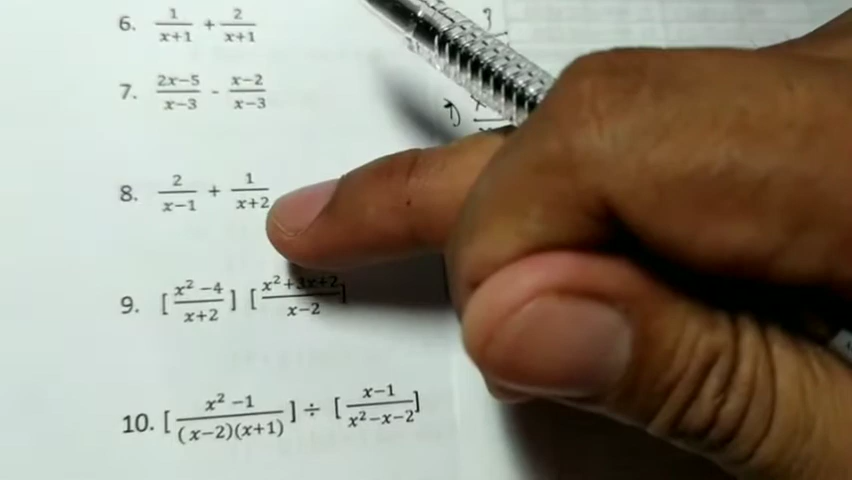 6. 1/(x+1) + 2/(x+1)
7. (2x−5)/(x−3) - (x−2)/(x−3)
8. 2/(x−1) + 1/(x+2)
9. [(x² −4)/(x+2)] [(x²+3x+2)/(x−2)]
10. [(x² −1)/((x−2)(x+1))] ÷ [(x−1)/(x²−x−2)]
7)